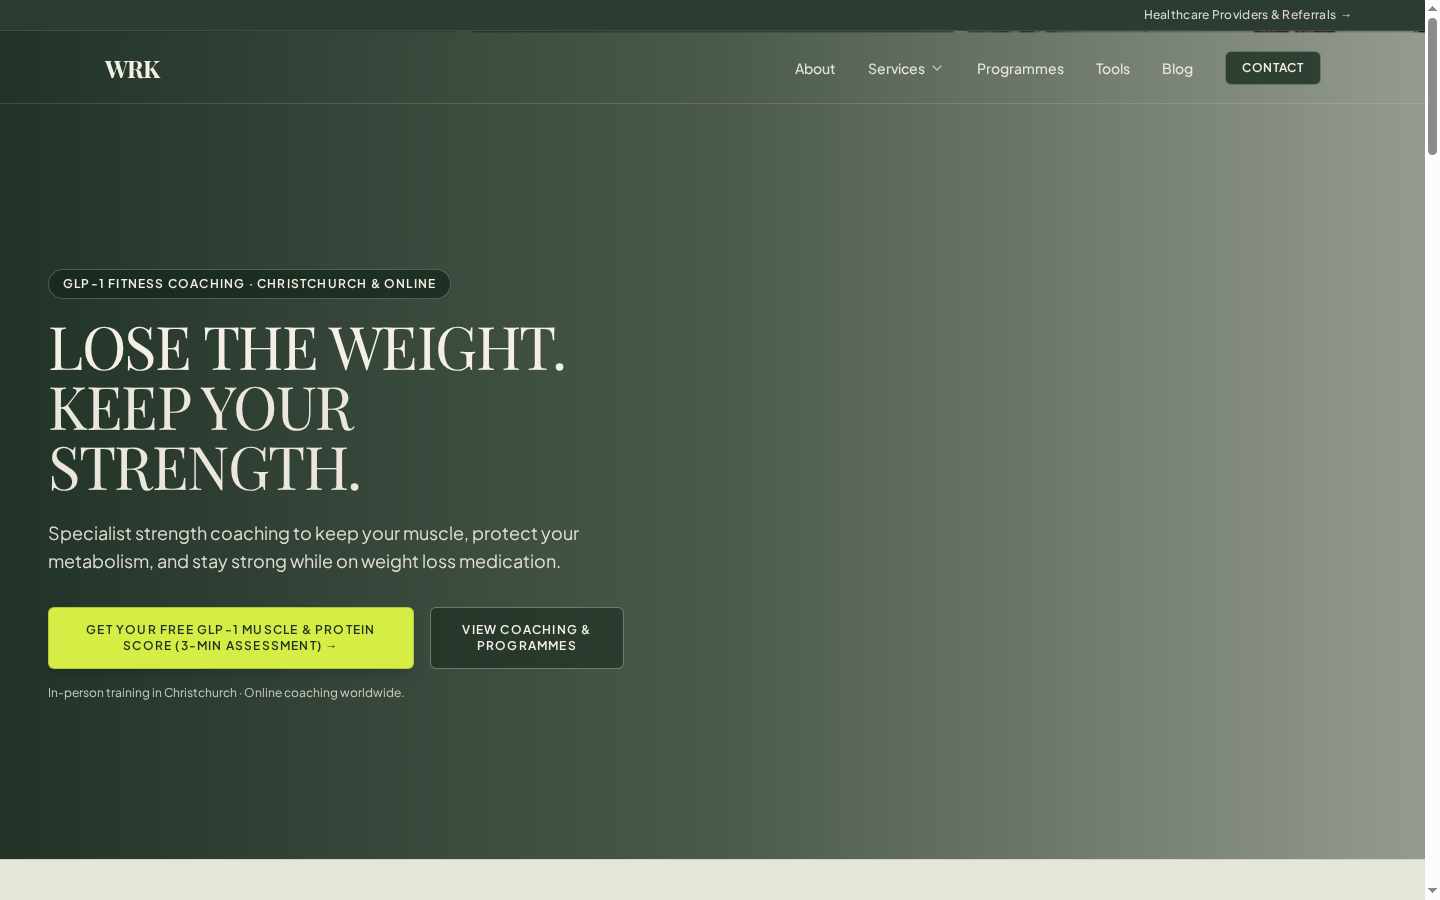 Healthcare Providers & Referrals →
WRK
About
Services
Programmes
Tools
Blog
CONTACT
GLP-1 FITNESS COACHING · CHRISTCHURCH & ONLINE
LOSE THE WEIGHT.
KEEP YOUR
STRENGTH.
Specialist strength coaching to keep your muscle, protect your
metabolism, and stay strong while on weight loss medication.
GET YOUR FREE GLP-1 MUSCLE & PROTEIN
SCORE (3-MIN ASSESSMENT) →
VIEW COACHING &
PROGRAMMES
In-person training in Christchurch · Online coaching worldwide.